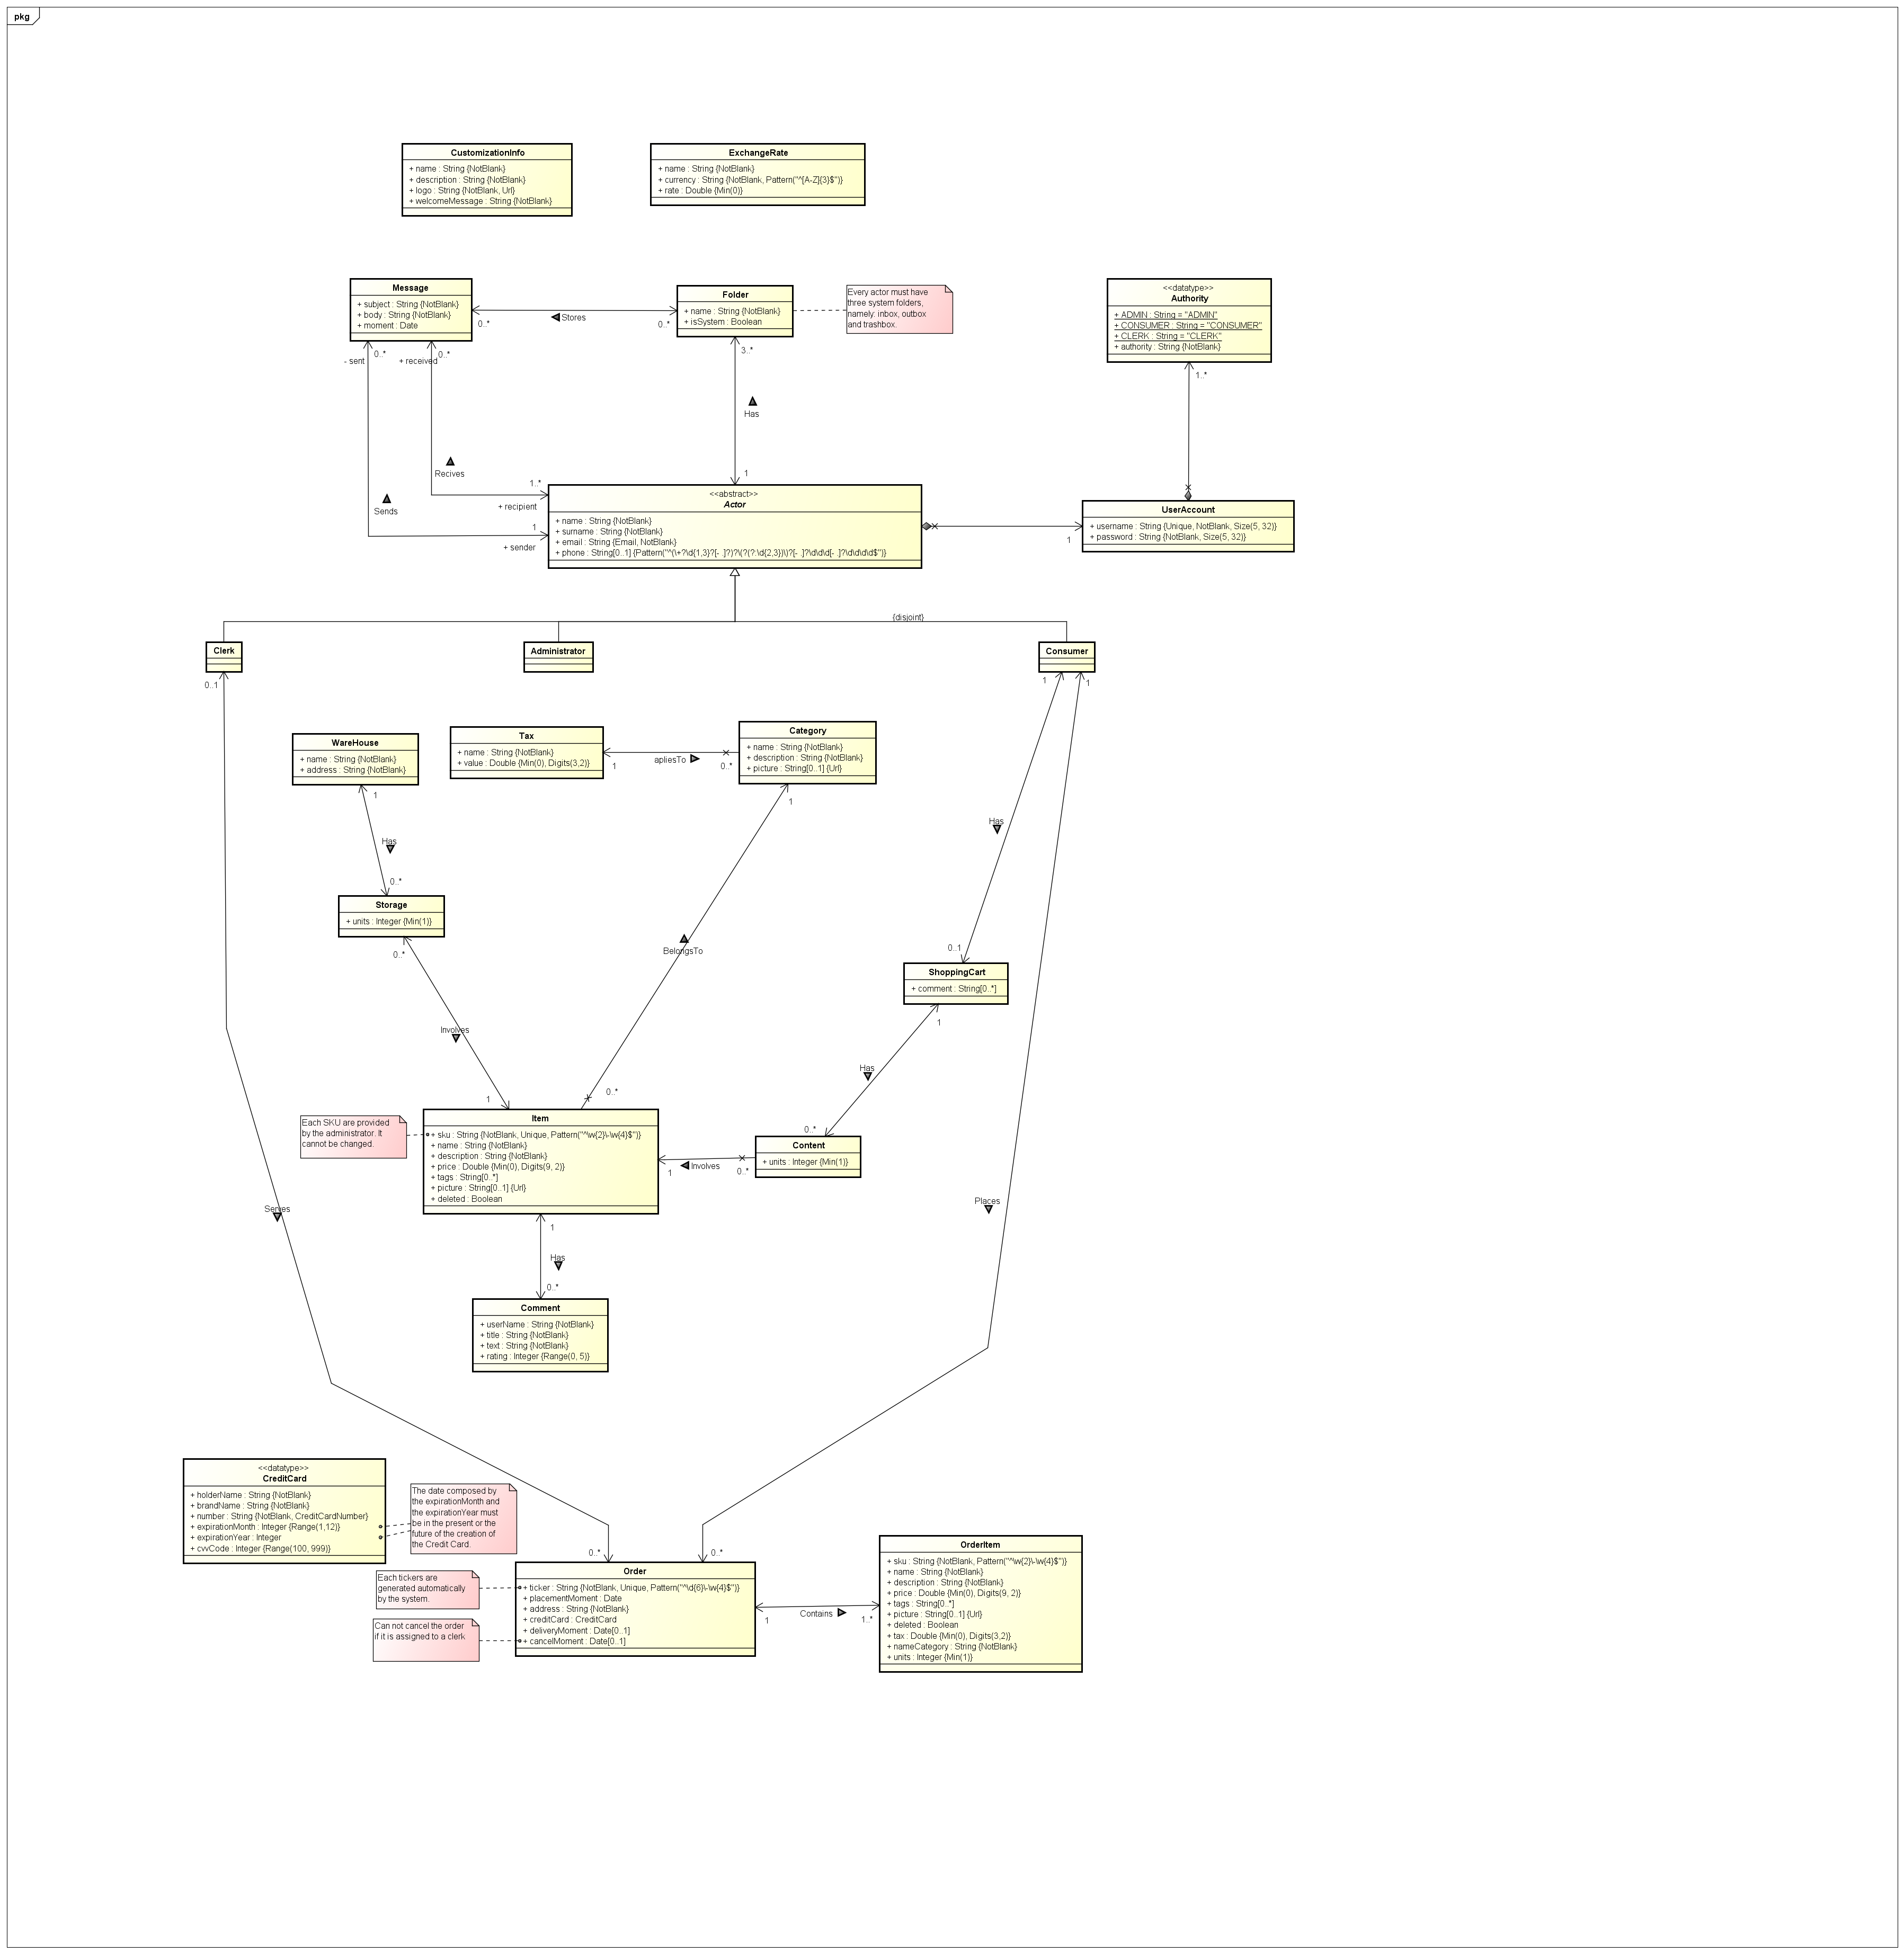 pkg
CustomizationInfo
+ name : String {NotBlank}
+ description : String {NotBlank}
+ logo : String {NotBlank, Url}
+ welcomeMessage : String {NotBlank}
ExchangeRate
+ name : String {NotBlank}
+ currency : String {NotBlank, Pattern("^[A-Z]{3}$")}
+ rate : Double {Min(0)}
Message
+ subject : String {NotBlank}
+ body : String {NotBlank}
+ moment : Date
0..*
Stores
0..*
Folder
+ name : String {NotBlank}
+ isSystem : Boolean
Every actor must have
three system folders,
namely: inbox, outbox
and trashbox.
<<datatype>>
Authority
+ ADMIN : String = "ADMIN"
+ CONSUMER : String = "CONSUMER"
+ CLERK : String = "CLERK"
+ authority : String {NotBlank}
- sent
0..*
+ received
0..*
3..*
1..*
Has
Recives
Sends
1
1..*
+ recipient
1
+ sender
<<abstract>>
Actor
+ name : String {NotBlank}
+ surname : String {NotBlank}
+ email : String {Email, NotBlank}
+ phone : String[0..1] {Pattern("^(\+?\d{1,3}?[- .]?)?\(?(?:\d{2,3})\)?[- .]?\d\d\d[- .]?\d\d\d\d$")}
UserAccount
+ username : String {Unique, NotBlank, Size(5, 32)}
+ password : String {NotBlank, Size(5, 32)}
1
{disjoint}
Clerk
Administrator
Consumer
0..1
1
1
WareHouse
+ name : String {NotBlank}
+ address : String {NotBlank}
Tax
+ name : String {NotBlank}
+ value : Double {Min(0), Digits(3,2)}
1
apliesTo
0..*
Category
+ name : String {NotBlank}
+ description : String {NotBlank}
+ picture : String[0..1] {Url}
1
1
Has
Has
0..*
Storage
+ units : Integer {Min(1)}
0..*
BelongsTo
0..1
ShoppingCart
+ comment : String[0..*]
1
Involves
Has
1
0..*
Each SKU are provided
by the administrator. It
cannot be changed.
Item
+ sku : String {NotBlank, Unique, Pattern("^\w{2}\-\w{4}$")}
+ name : String {NotBlank}
+ description : String {NotBlank}
+ price : Double {Min(0), Digits(9, 2)}
+ tags : String[0..*]
+ picture : String[0..1] {Url}
+ deleted : Boolean
1
Involves
0..*
0..*
Content
+ units : Integer {Min(1)}
Serves
Places
1
Has
0..*
Comment
+ userName : String {NotBlank}
+ title : String {NotBlank}
+ text : String {NotBlank}
+ rating : Integer {Range(0, 5)}
<<datatype>>
CreditCard
+ holderName : String {NotBlank}
+ brandName : String {NotBlank}
+ number : String {NotBlank, CreditCardNumber}
+ expirationMonth : Integer {Range(1,12)}
+ expirationYear : Integer
+ cvvCode : Integer {Range(100, 999)}
The date composed by
the expirationMonth and
the expirationYear must
be in the present or the
future of the creation of
the Credit Card.
0..*
0..*
Each tickers are
generated automatically
by the system.
Can not cancel the order
if it is assigned to a clerk
Order
+ ticker : String {NotBlank, Unique, Pattern("^\d{6}\-\w{4}$")}
+ placementMoment : Date
+ address : String {NotBlank}
+ creditCard : CreditCard
+ deliveryMoment : Date[0..1]
+ cancelMoment : Date[0..1]
1
Contains
1..*
OrderItem
+ sku : String {NotBlank, Pattern("^\w{2}\-\w{4}$")}
+ name : String {NotBlank}
+ description : String {NotBlank}
+ price : Double {Min(0), Digits(9, 2)}
+ tags : String[0..*]
+ picture : String[0..1] {Url}
+ deleted : Boolean
+ tax : Double {Min(0), Digits(3,2)}
+ nameCategory : String {NotBlank}
+ units : Integer {Min(1)}